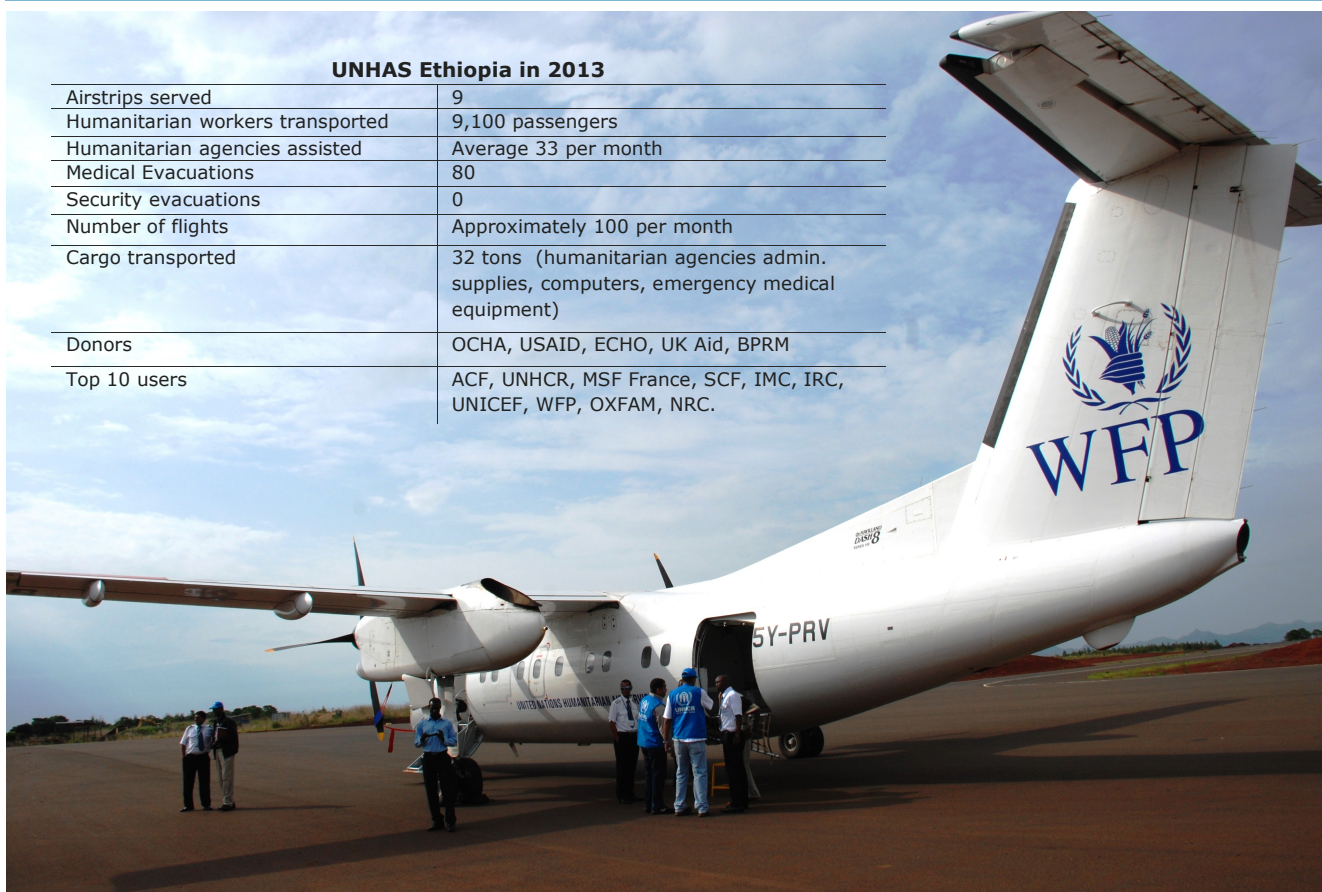 UNHAS Ethiopia in 2013
Airstrips served 9
Humanitarian workers transported 9,100 passengers
Humanitarian agencies assisted Average 33 per month
Medical Evacuations 80
Security evacuations 0
Number of flights Approximately 100 per month
Cargo transported 32 tons (humanitarian agencies admin.
supplies, computers, emergency medical
equipment)
Donors OCHA, USAID, ECHO, UK Aid, BPRM
Top 10 users ACF, UNHCR, MSF France, SCF, IMC, IRC,
UNICEF, WFP, OXFAM, NRC.
WFP
DASH 8
5Y-PRV
UNITED NATIONS HUMANITARIAN AIR
UNHCR